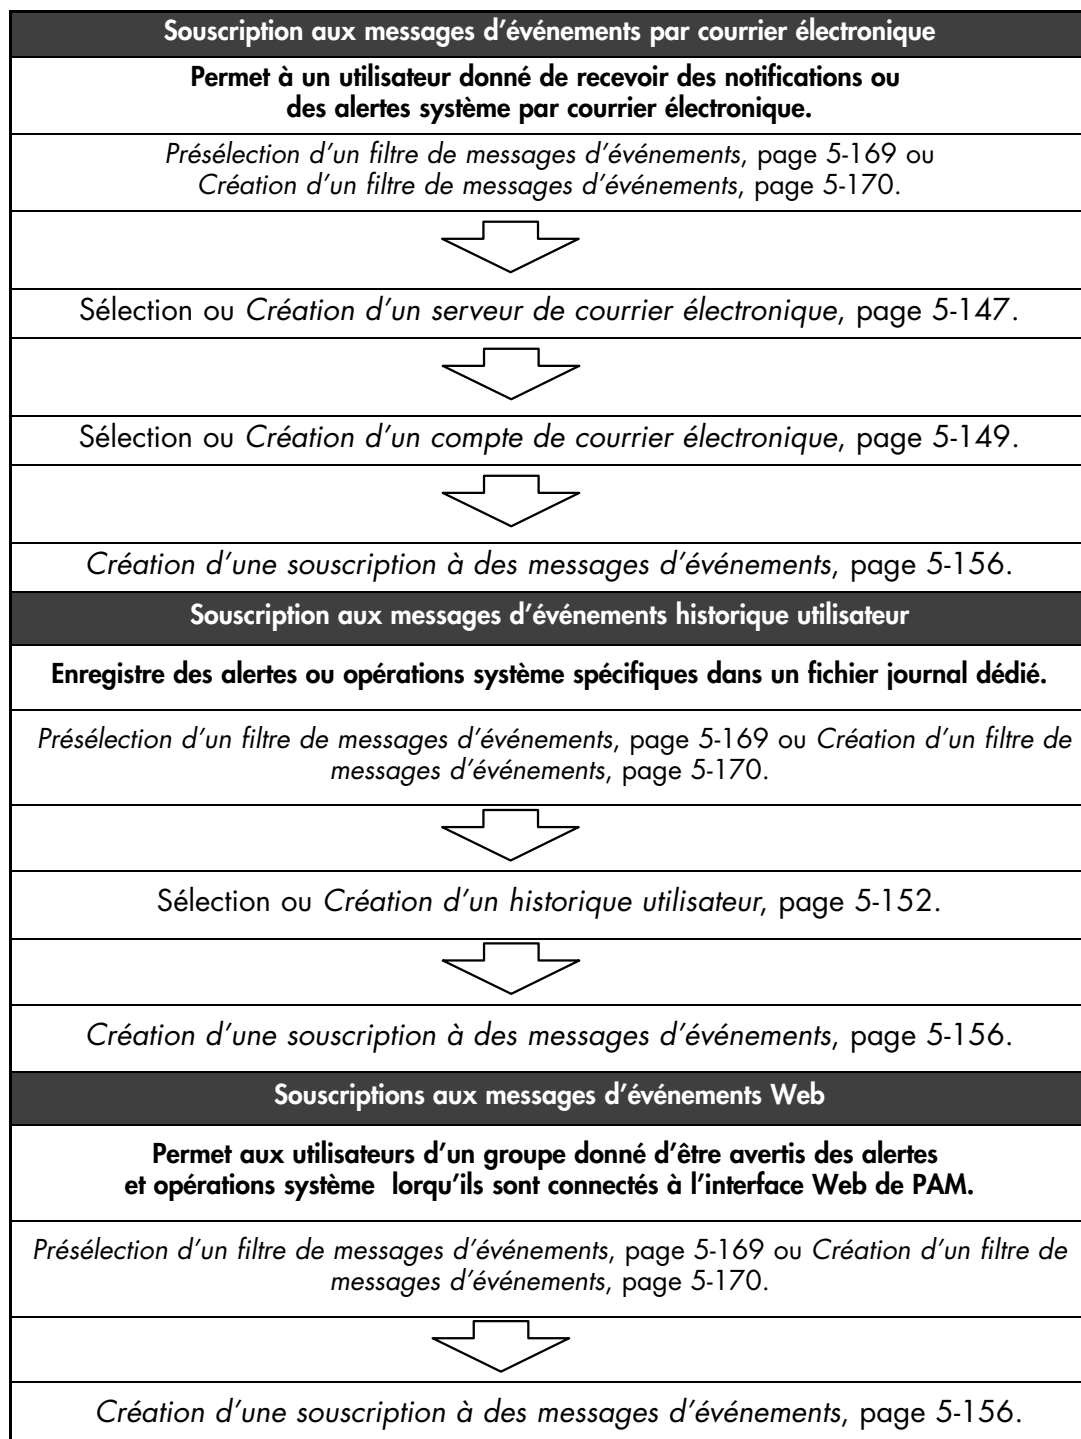 Souscription aux messages d’événements par courrier électronique
Permet à un utilisateur donné de recevoir des notifications ou
des alertes système par courrier électronique.
Présélection d’un filtre de messages d’événements, page 5-169 ou
Création d’un filtre de messages d’événements, page 5-170.
Sélection ou Création d’un serveur de courrier électronique, page 5-147.
Sélection ou Création d’un compte de courrier électronique, page 5-149.
Création d’une souscription à des messages d’événements, page 5-156.
Souscription aux messages d’événements historique utilisateur
Enregistre des alertes ou opérations système spécifiques dans un fichier journal dédié.
Présélection d’un filtre de messages d’événements, page 5-169 ou Création d’un filtre de
messages d’événements, page 5-170.
Sélection ou Création d’un historique utilisateur, page 5-152.
Création d’une souscription à des messages d’événements, page 5-156.
Souscriptions aux messages d’événements Web
Permet aux utilisateurs d’un groupe donné d’être avertis des alertes
et opérations système lorqu’ils sont connectés à l’interface Web de PAM.
Présélection d’un filtre de messages d’événements, page 5-169 ou Création d’un filtre de
messages d’événements, page 5-170.
Création d’une souscription à des messages d’événements, page 5-156.